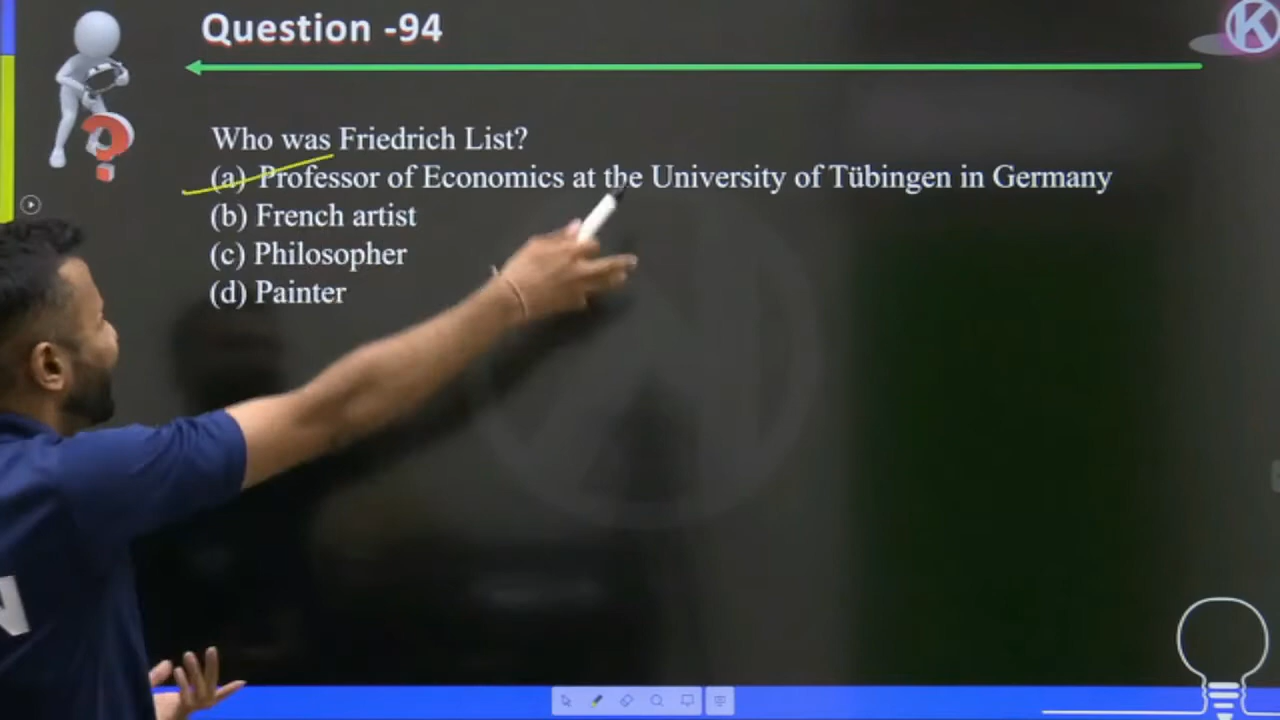 Question -94
K
Who was Friedrich List?
(a) Professor of Economics at the University of Tübingen in Germany
(b) French artist
(c) Philosopher
(d) Painter